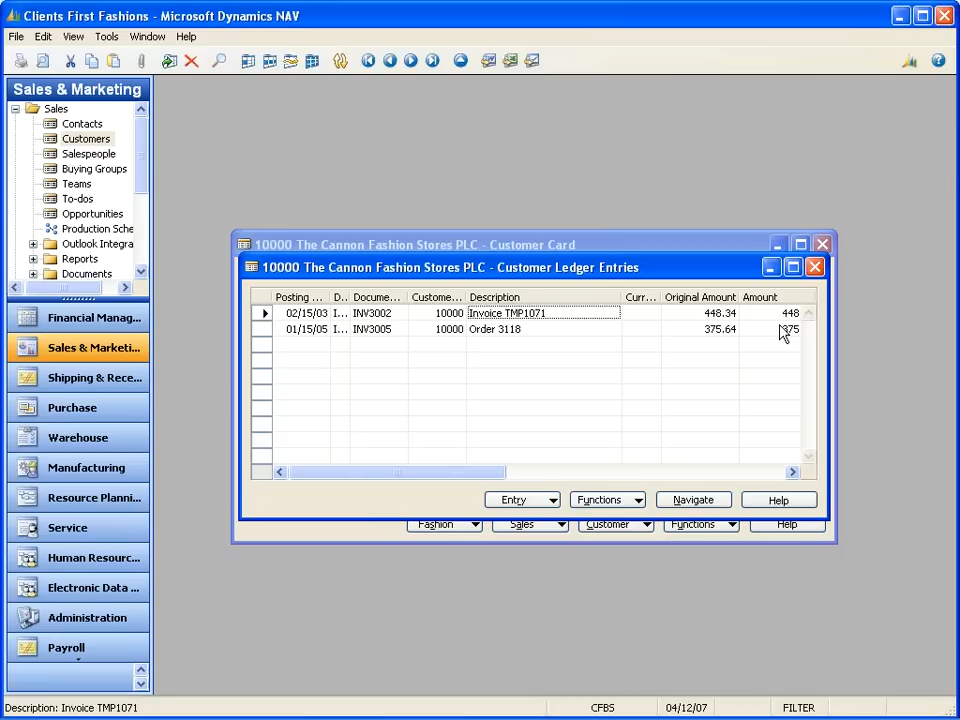 Clients First Fashions - Microsoft Dynamics NAV
File Edit View Tools Window Help
Sales & Marketing
Sales
Contacts
Customers
Salespeople
Buying Groups
Teams
To-dos
Opportunities
Production Sche
Outlook Integra
Reports
Documents
Financial Manag...
Sales & Marketi...
Shipping & Rece...
Purchase
Warehouse
Manufacturing
Resource Planni...
Service
Human Resourc...
Electronic Data ...
Administration
Payroll
10000 The Cannon Fashion Stores PLC - Customer Card
10000 The Cannon Fashion Stores PLC - Customer Ledger Entries
Posting ... D.. Docume... Custome... Description Curr... Original Amount Amount
02/15/03 I... INV3002 10000 Invoice TMP1071 448.34 448
01/15/05 I... INV3005 10000 Order 3118 375.64 375
Entry Functions Navigate Help
Fashion Sales Customer Functions Help
Description: Invoice TMP1071 CFBS 04/12/07 FILTER